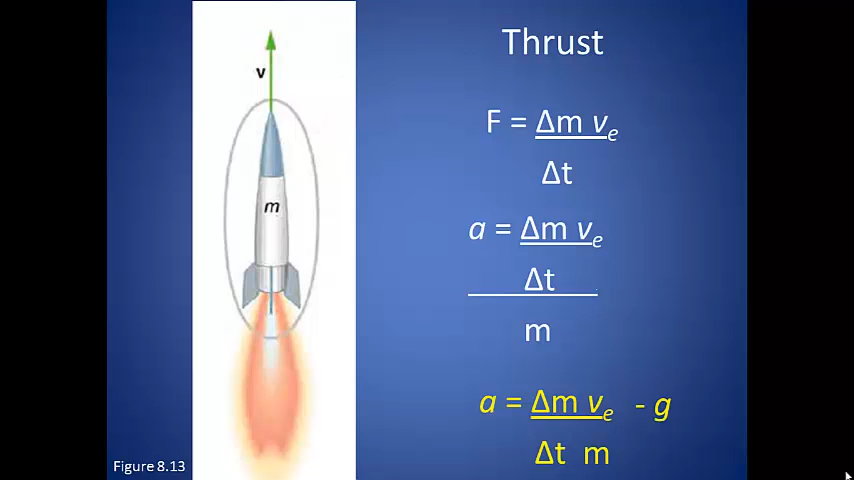 Thrust
v
F = Δm vₑ
Δt
m
a = Δm vₑ
Δt
m
a = Δm vₑ - g
Δt m
Figure 8.13